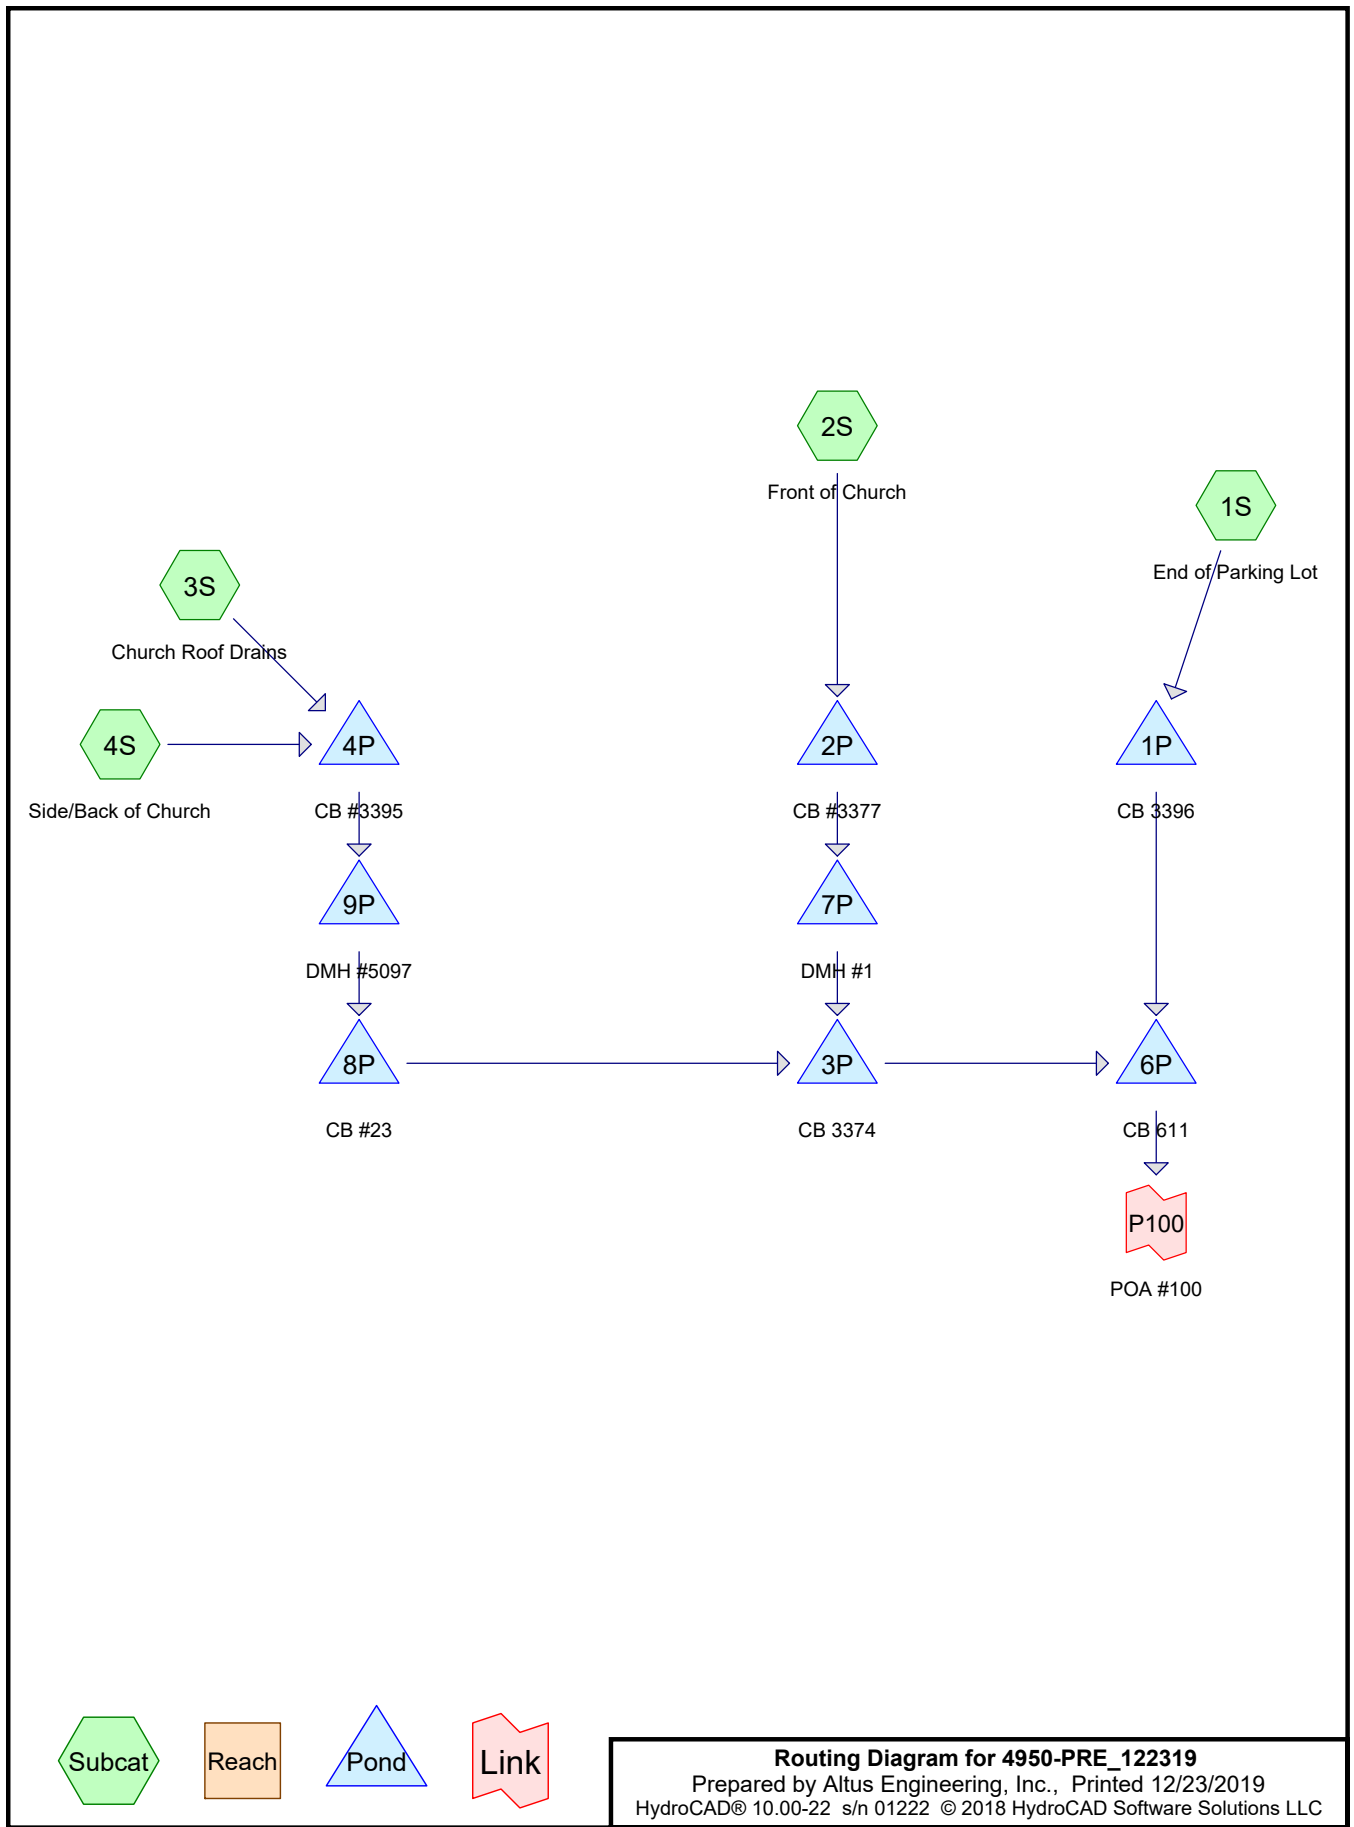 2S
Front of Church
1S
End of Parking Lot
3S
Church Roof Drains
4S
Side/Back of Church
4P
CB #3395
2P
CB #3377
1P
CB 3396
9P
DMH #5097
7P
DMH #1
8P
CB #23
3P
CB 3374
6P
CB 611
P100
POA #100
Subcat
Reach
Pond
Link
Routing Diagram for 4950-PRE_122319
Prepared by Altus Engineering, Inc., Printed 12/23/2019
HydroCAD® 10.00-22 s/n 01222 © 2018 HydroCAD Software Solutions LLC